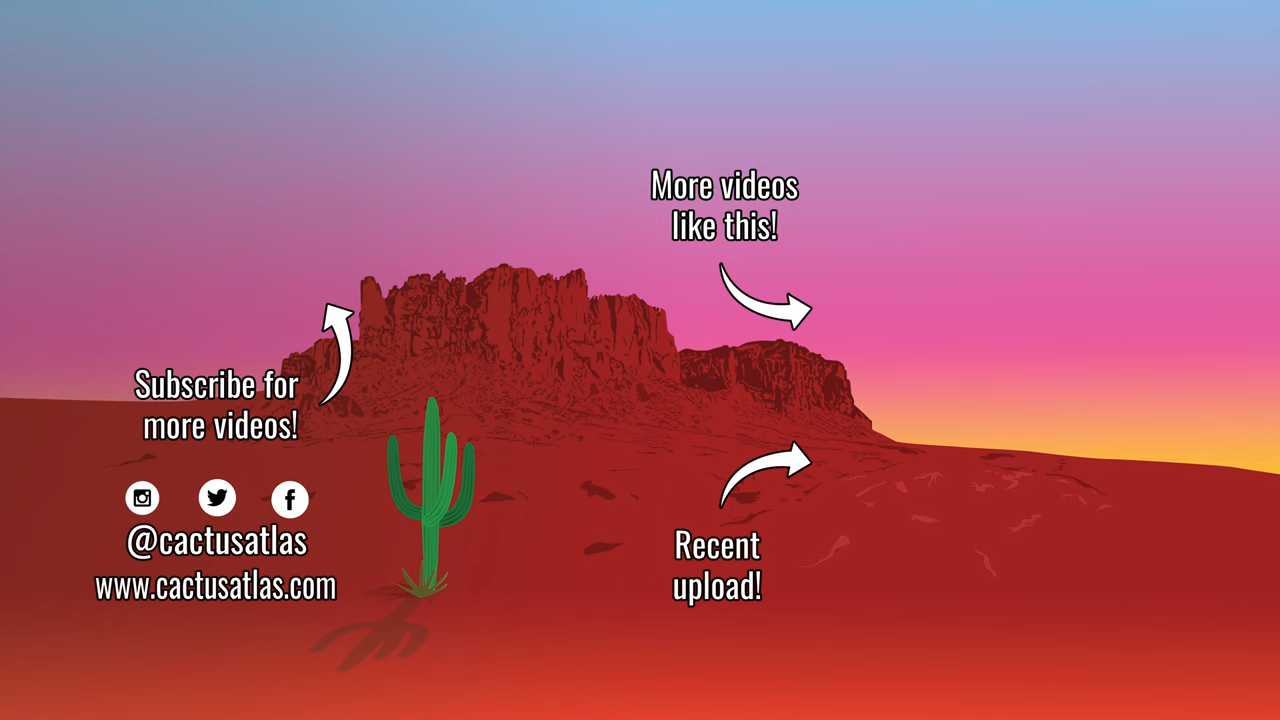 More videos
like this!
Subscribe for
more videos!
@cactusatlas
www.cactusatlas.com
Recent
upload!